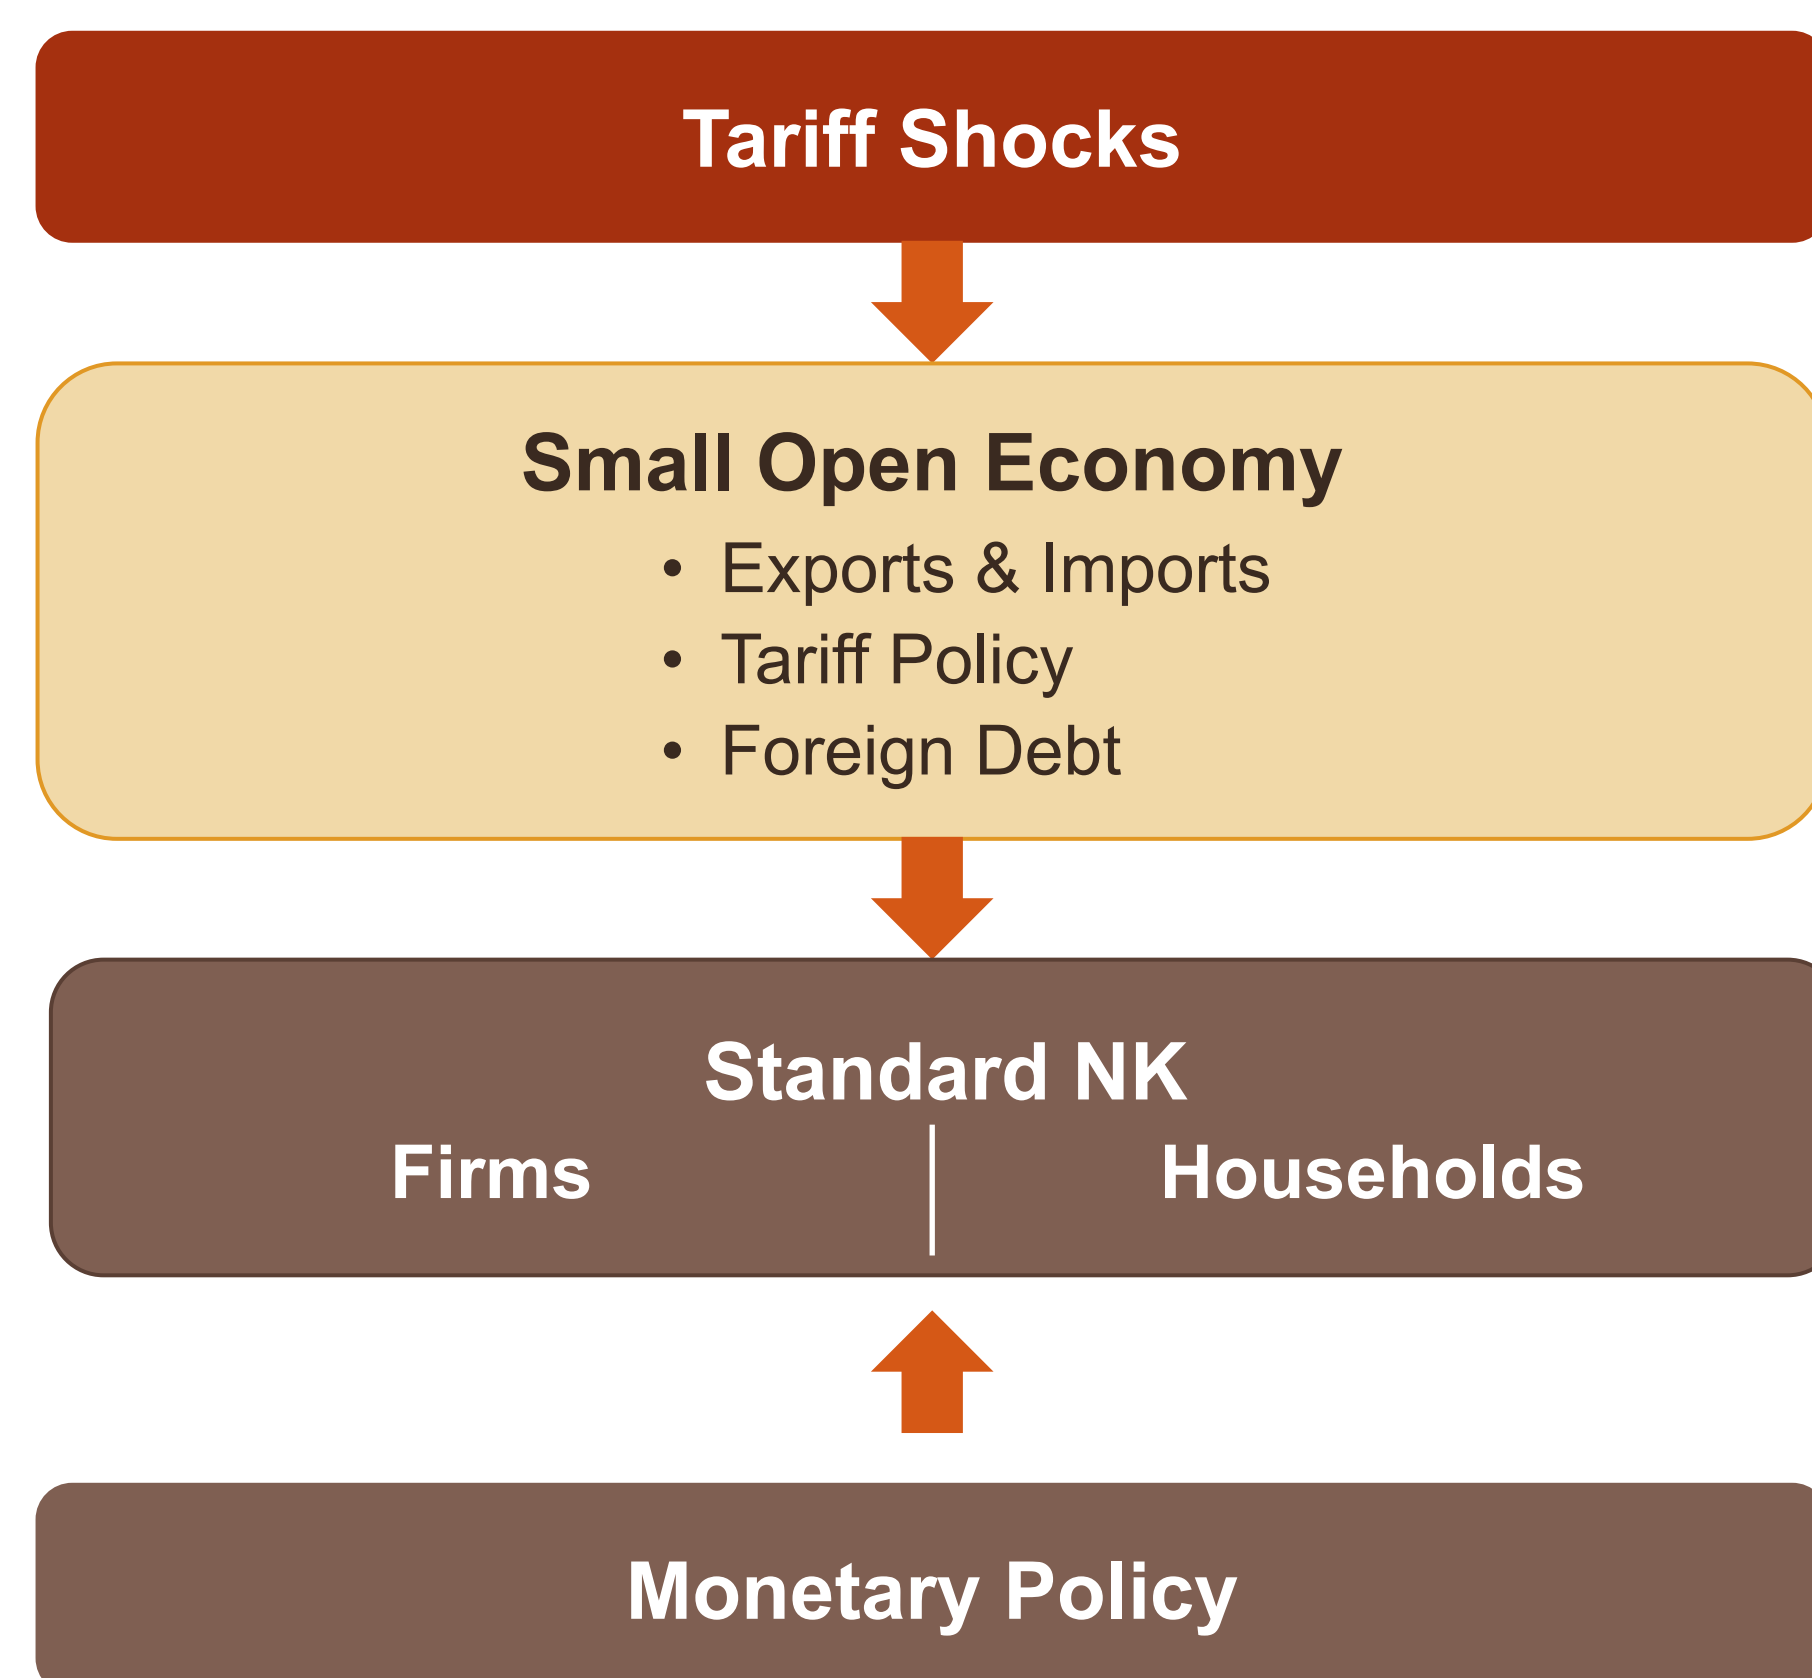 Tariff Shocks
Small Open Economy
• Exports & Imports
• Tariff Policy
• Foreign Debt
Standard NK
Firms
Households
Monetary Policy